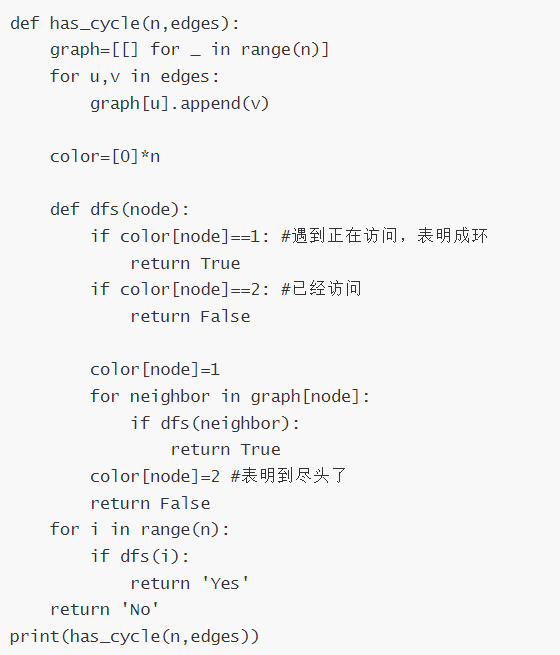 def has_cycle(n,edges):
    graph=[[] for _ in range(n)]
    for u,v in edges:
        graph[u].append(v)

    color=[0]*n

    def dfs(node):
        if color[node]==1: #遇到正在访问，表明成环
            return True
        if color[node]==2: #已经访问
            return False

        color[node]=1
        for neighbor in graph[node]:
            if dfs(neighbor):
                return True
        color[node]=2 #表明到尽头了
        return False
    for i in range(n):
        if dfs(i):
            return 'Yes'
    return 'No'
print(has_cycle(n,edges))